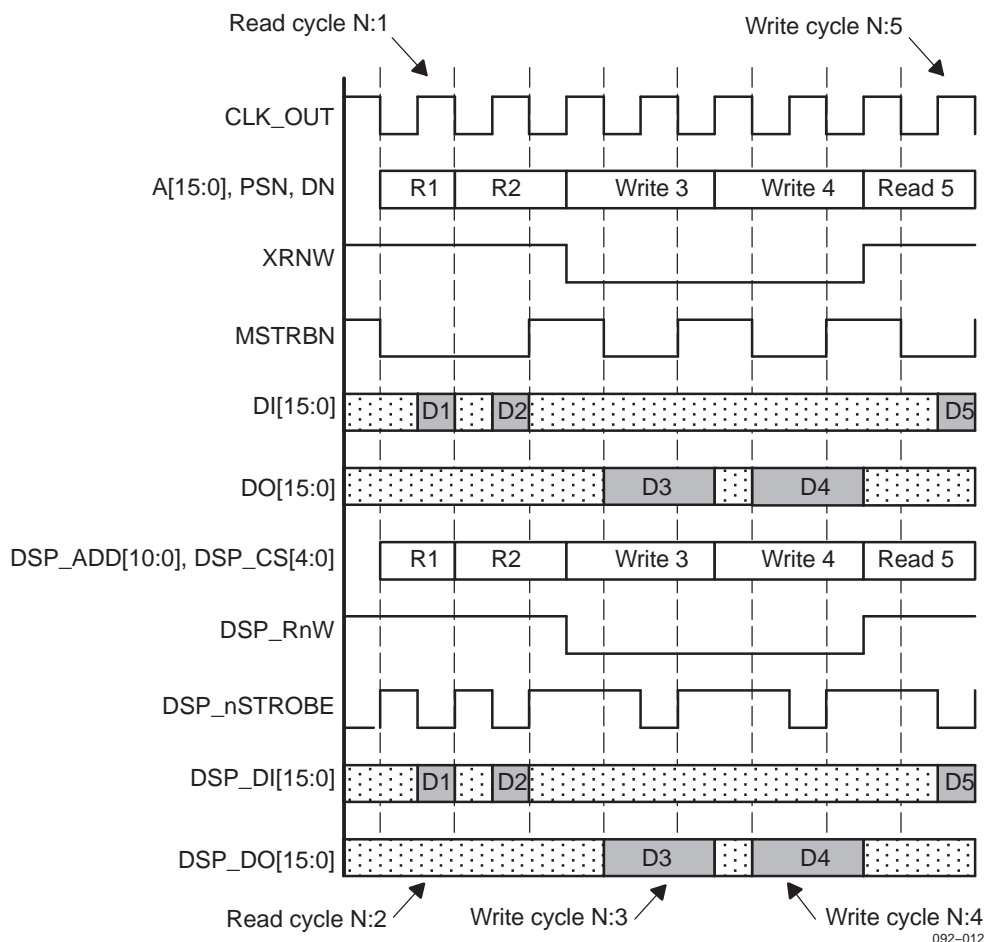 Read cycle N:1 Write cycle N:5
CLK_OUT
A[15:0], PSN, DN R1 R2 Write 3 Write 4 Read 5
XRNW
MSTRBN
DI[15:0] D1 D2 D5
DO[15:0] D3 D4
DSP_ADD[10:0], DSP_CS[4:0] R1 R2 Write 3 Write 4 Read 5
DSP_RnW
DSP_nSTROBE
DSP_DI[15:0] D1 D2 D5
DSP_DO[15:0] D3 D4
Read cycle N:2 Write cycle N:3 Write cycle N:4
092–012